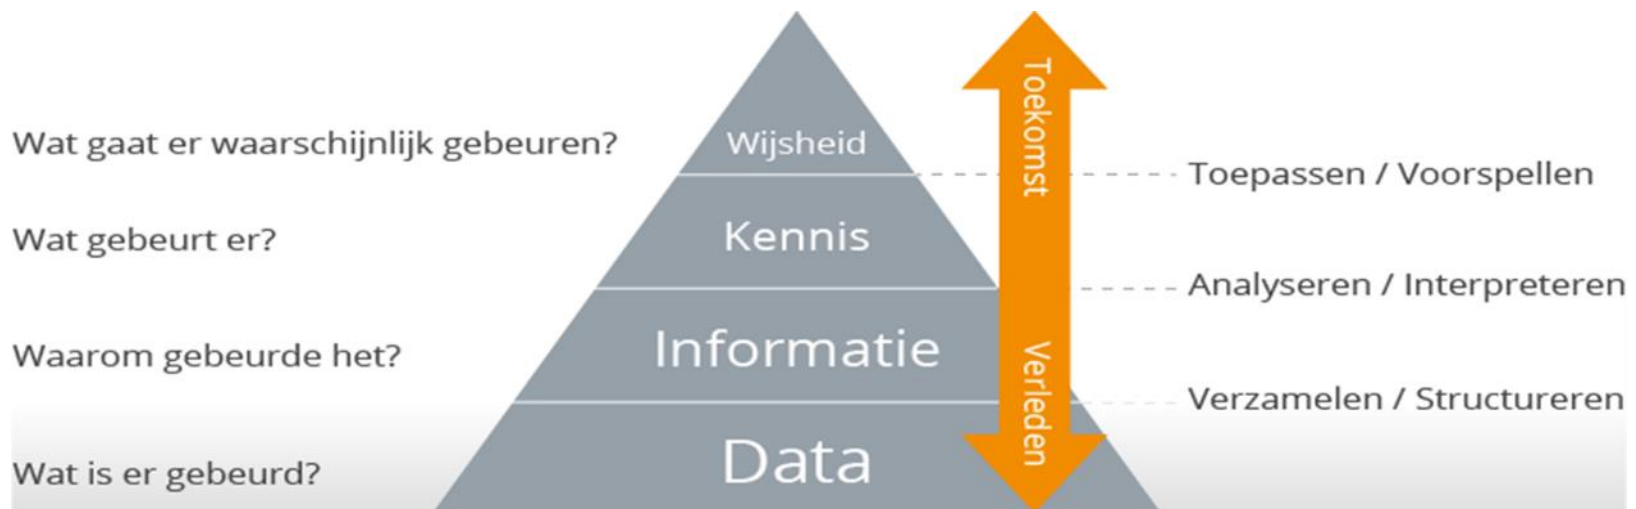 Toekomst
Wat gaat er waarschijnlijk gebeuren?
Wijsheid
Toepassen / Voorspellen
Wat gebeurt er?
Kennis
Analyseren / Interpreteren
Waarom gebeurde het?
Informatie
Verleden
Verzamelen / Structureren
Wat is er gebeurd?
Data